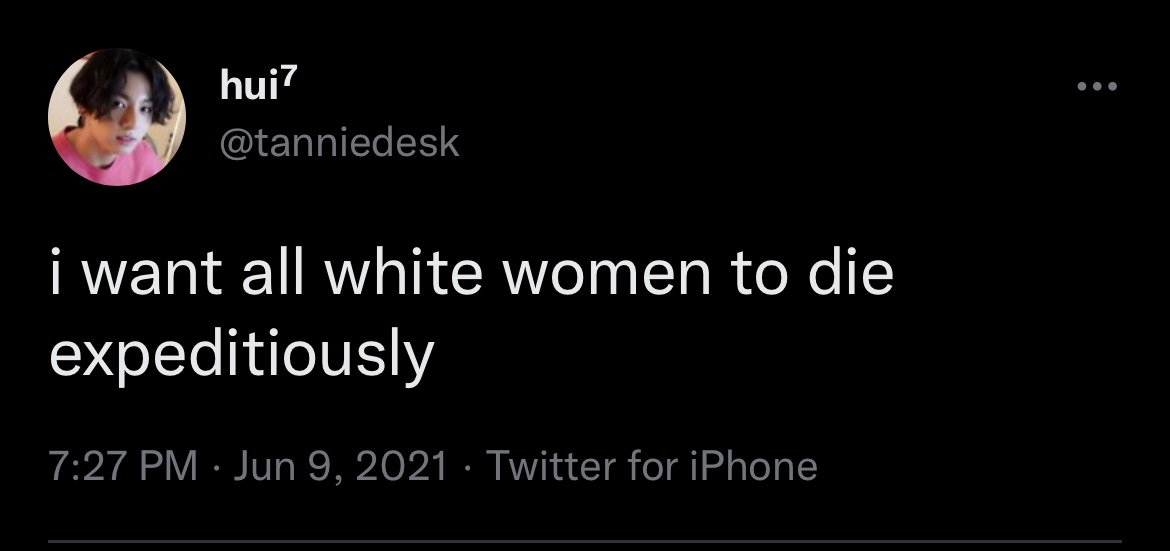 hui⁷
@tanniedesk
i want all white women to die
expeditiously
7:27 PM · Jun 9, 2021 · Twitter for iPhone